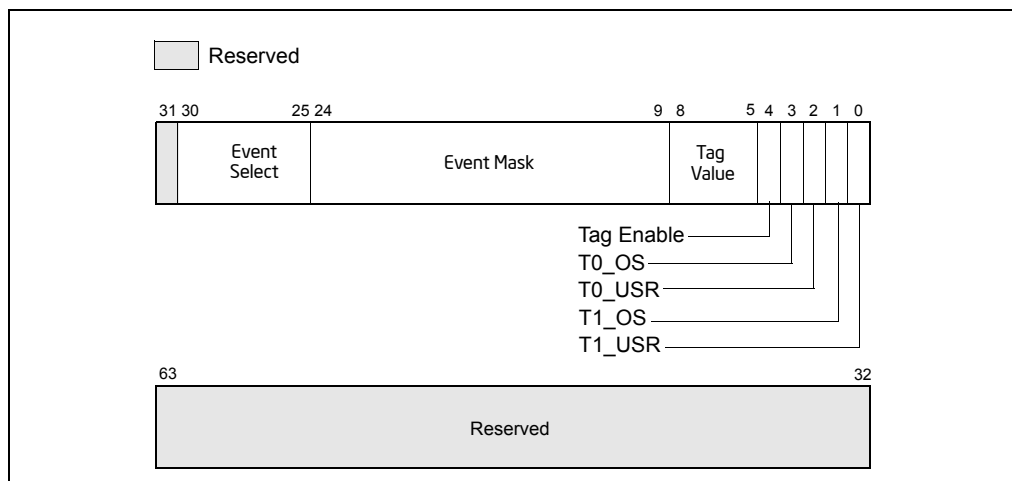 Reserved
31 30 25 24 9 8 5 4 3 2 1 0
Event
Select
Event Mask
Tag
Value
Tag Enable
T0_OS
T0_USR
T1_OS
T1_USR
63 32
Reserved